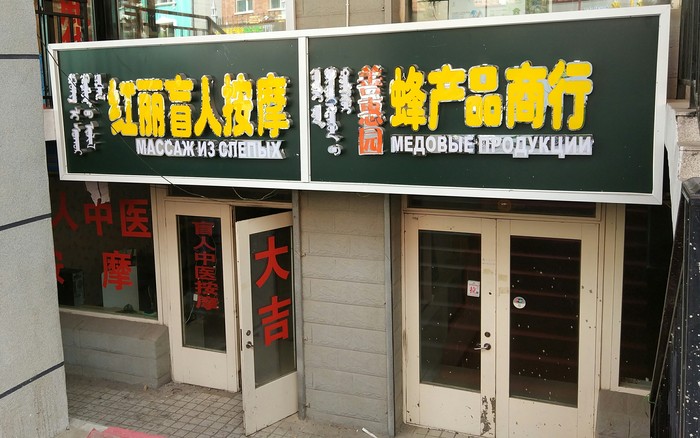 红丽盲人按摩
МАССАЖ ИЗ СЛЕПЫХ
蜂产品商行
МЕДОВЫЕ ПРОДУКЦИИ
人中医
按摩
盲人中医按摩
大吉